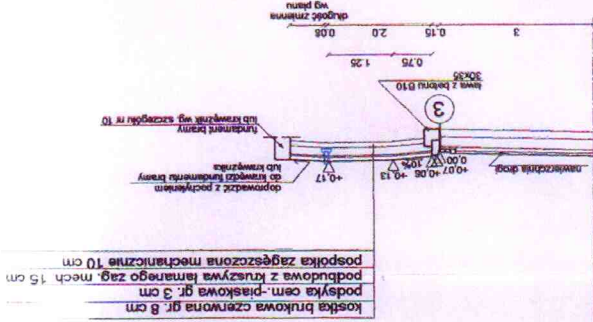 kostka brukowa czerwona gr. 8 cm
podsypka cem.-piaskowa gr. 3 cm
podbudowa z kruszywa łamanego zag. mech. 15 cm
pospółka zagęszczona mechanicznie 10 cm
doprowadzić z pochyleniem
do krawędzi fundamentu bramy
lub krawężnika
nawierzchnia drogi
0.00
+0.07
+0.06
10%
+0.13
+0.17
fundament bramy
lub krawężnik wg. szczegółu nr 10
3
ława z betonu B10
30x35
0.75
1.25
3
0.15
2.0
0.08
długość zmienna
wg planu